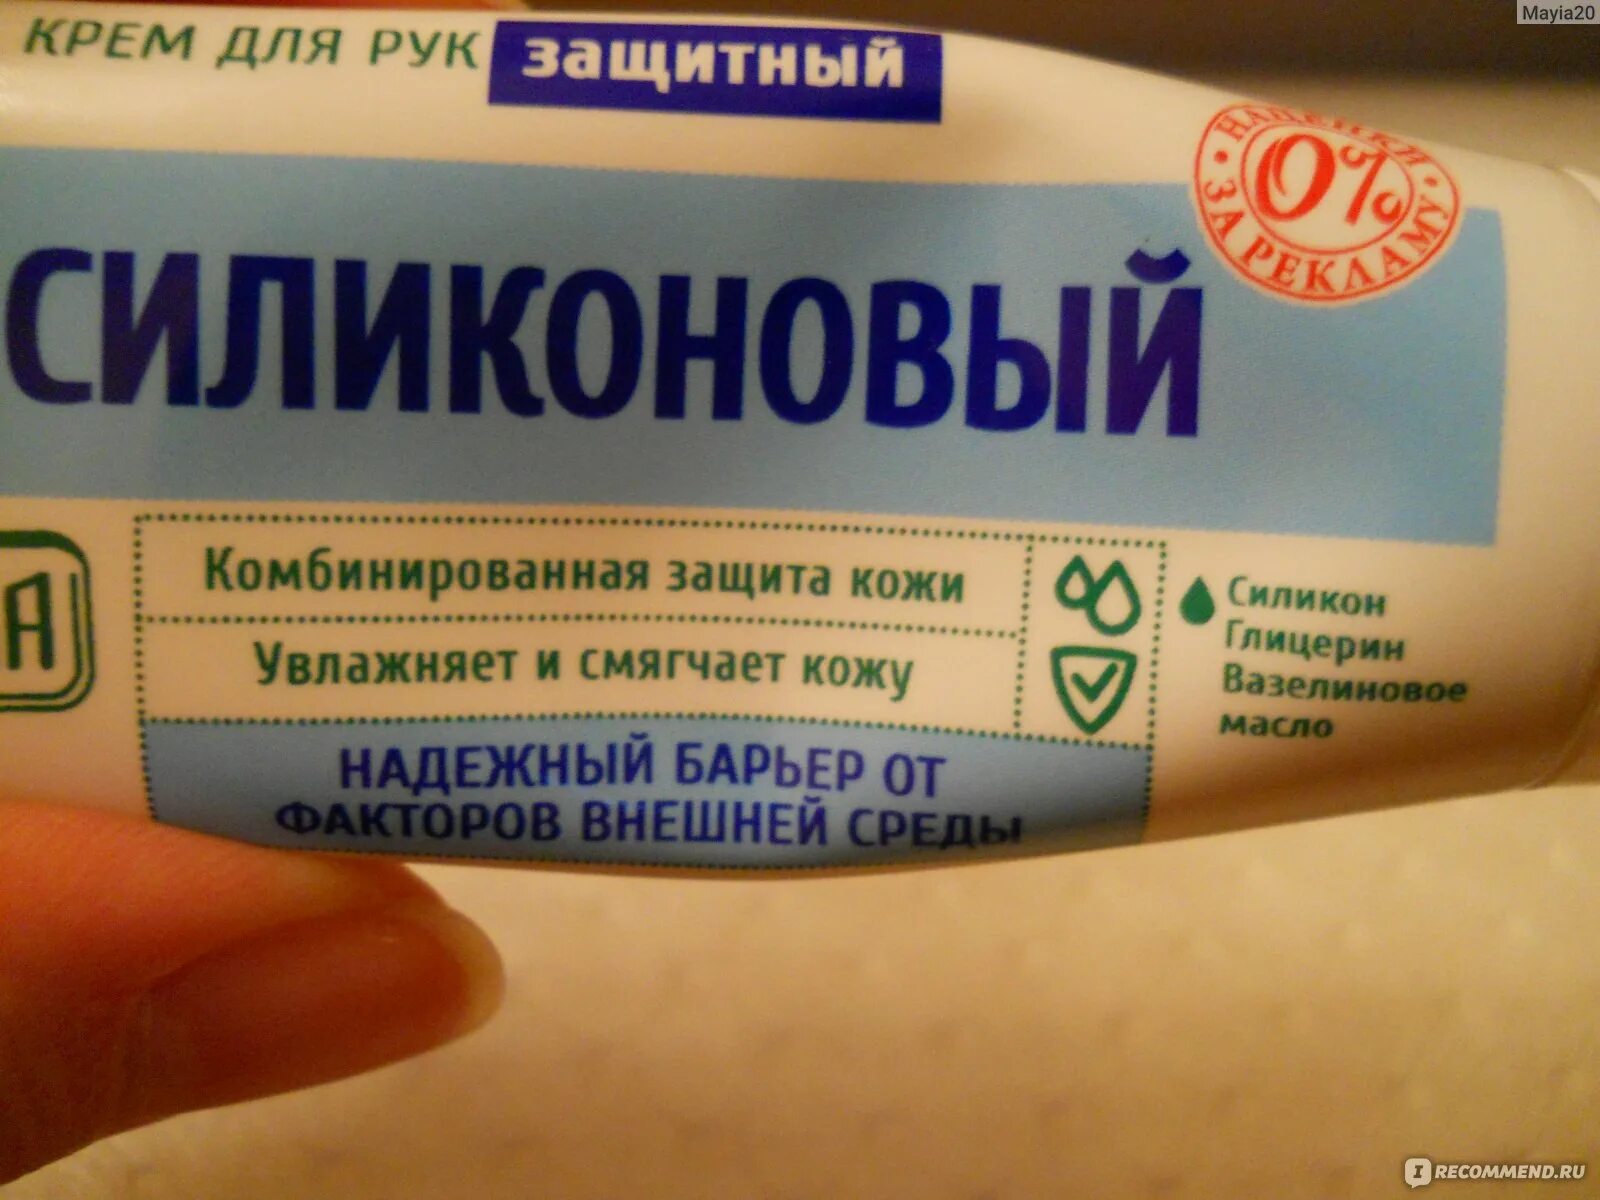 Mayia20
КРЕМ ДЛЯ РУК защитный
НАЦЕНКИ 0% ЗА РЕКЛАМУ
СИЛИКОНОВЫЙ
Комбинированная защита кожи
Увлажняет и смягчает кожу
НАДЕЖНЫЙ БАРЬЕР ОТ
ФАКТОРОВ ВНЕШНЕЙ СРЕДЫ
Силикон
Глицерин
Вазелиновое
масло
А
IRECOMMEND.RU